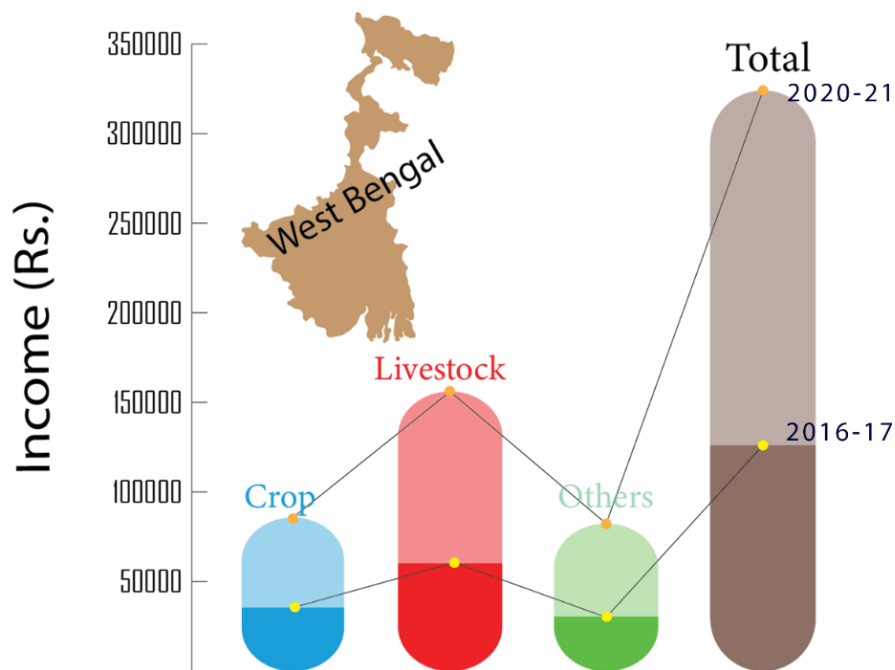 Income (Rs.)
350000
300000
250000
200000
150000
100000
50000
West Bengal
Total
2020-21
Livestock
2016-17
Crop
Others